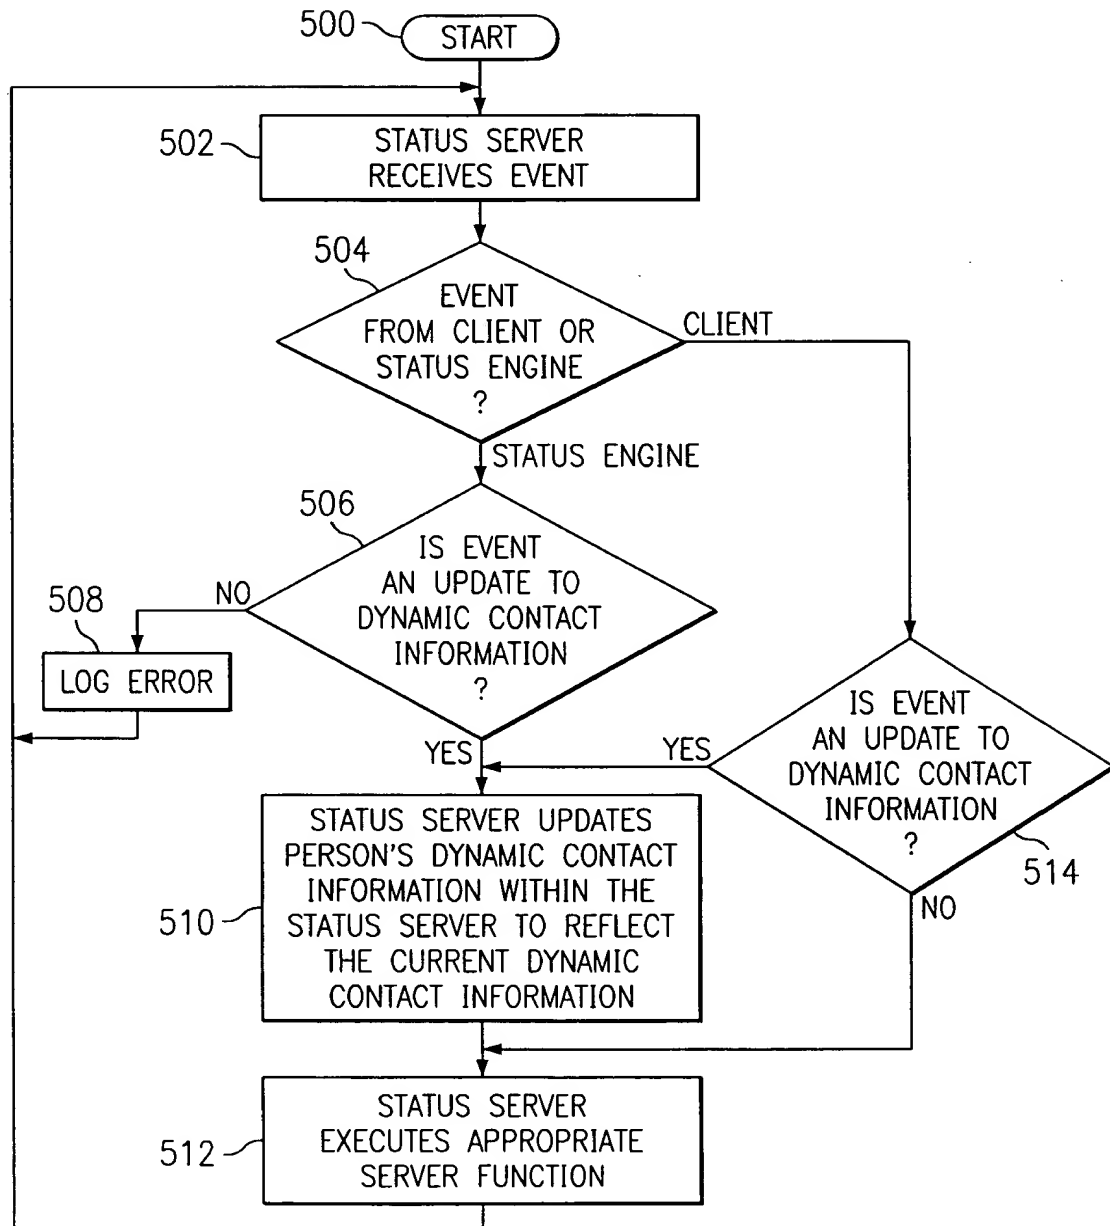 500
START
502
STATUS SERVER
RECEIVES EVENT
504
EVENT
FROM CLIENT OR
STATUS ENGINE
?
CLIENT
STATUS ENGINE
506
IS EVENT
AN UPDATE TO
DYNAMIC CONTACT
INFORMATION
?
NO
508
LOG ERROR
YES
IS EVENT
AN UPDATE TO
DYNAMIC CONTACT
INFORMATION
?
YES
514
NO
510
STATUS SERVER UPDATES
PERSON'S DYNAMIC CONTACT
INFORMATION WITHIN THE
STATUS SERVER TO REFLECT
THE CURRENT DYNAMIC
CONTACT INFORMATION
512
STATUS SERVER
EXECUTES APPROPRIATE
SERVER FUNCTION